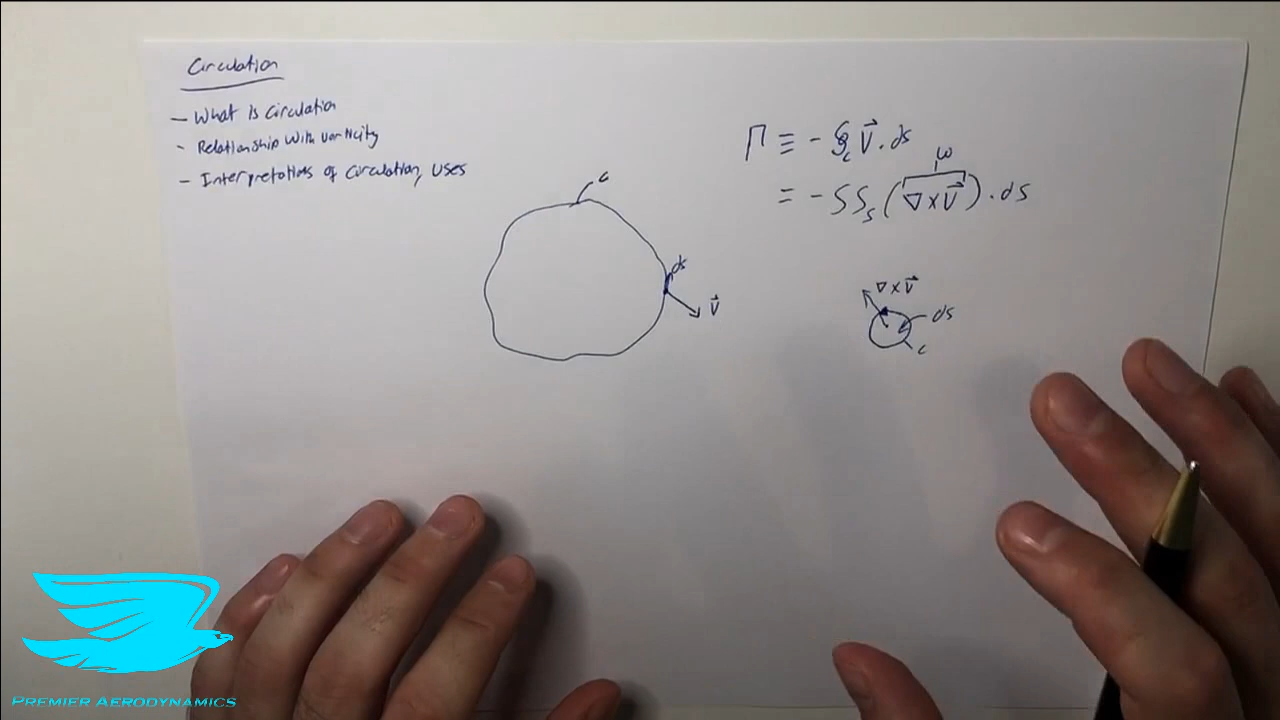 Circulation
- What is circulation
- Relationship with vorticity
- Interpretations of circulation, uses
c
ds
V⃗
Γ ≡ - ∮c V⃗ . ds
ω
= - ∫∫s (∇ x V⃗) . ds
∇ x V⃗
ds
c
PREMIER AERODYNAMICS